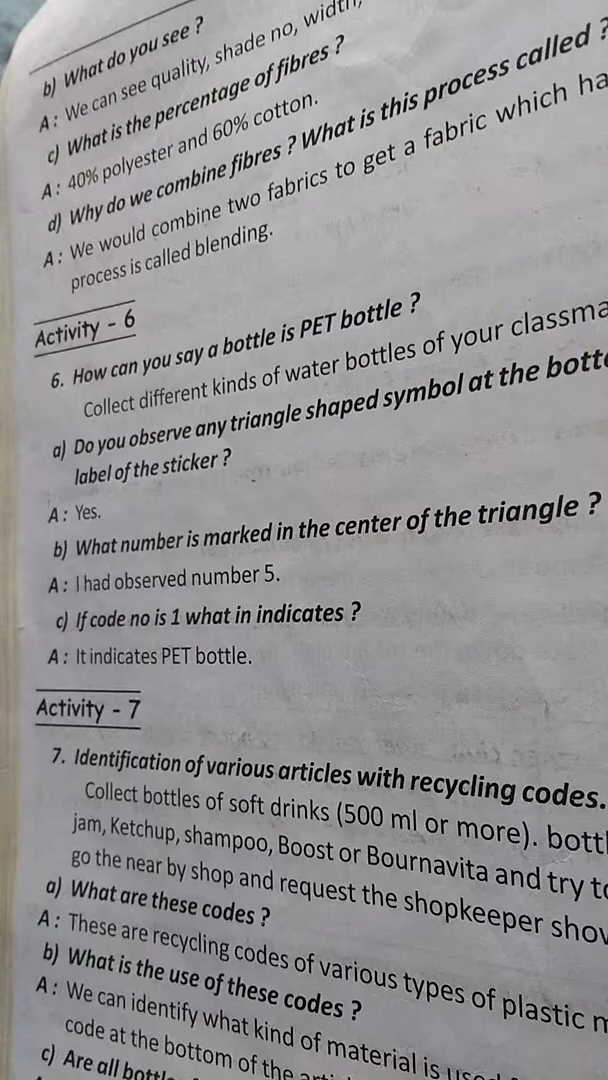 b) What do you see ?
A : We can see quality, shade no, width,
c) What is the percentage of fibres ?
A : 40% polyester and 60% cotton.
d) Why do we combine fibres ? What is this process called ?
A : We would combine two fabrics to get a fabric which ha
process is called blending.
Activity - 6
6. How can you say a bottle is PET bottle ?
Collect different kinds of water bottles of your classma
a) Do you observe any triangle shaped symbol at the botto
label of the sticker ?
A : Yes.
b) What number is marked in the center of the triangle ?
A : I had observed number 5.
c) If code no is 1 what in indicates ?
A : It indicates PET bottle.
Activity - 7
7. Identification of various articles with recycling codes.
Collect bottles of soft drinks (500 ml or more). bottl
jam, Ketchup, shampoo, Boost or Bournavita and try to
go the near by shop and request the shopkeeper show
a) What are these codes ?
A : These are recycling codes of various types of plastic m
b) What is the use of these codes ?
A : We can identify what kind of material is used
code at the bottom of the
c) Are all